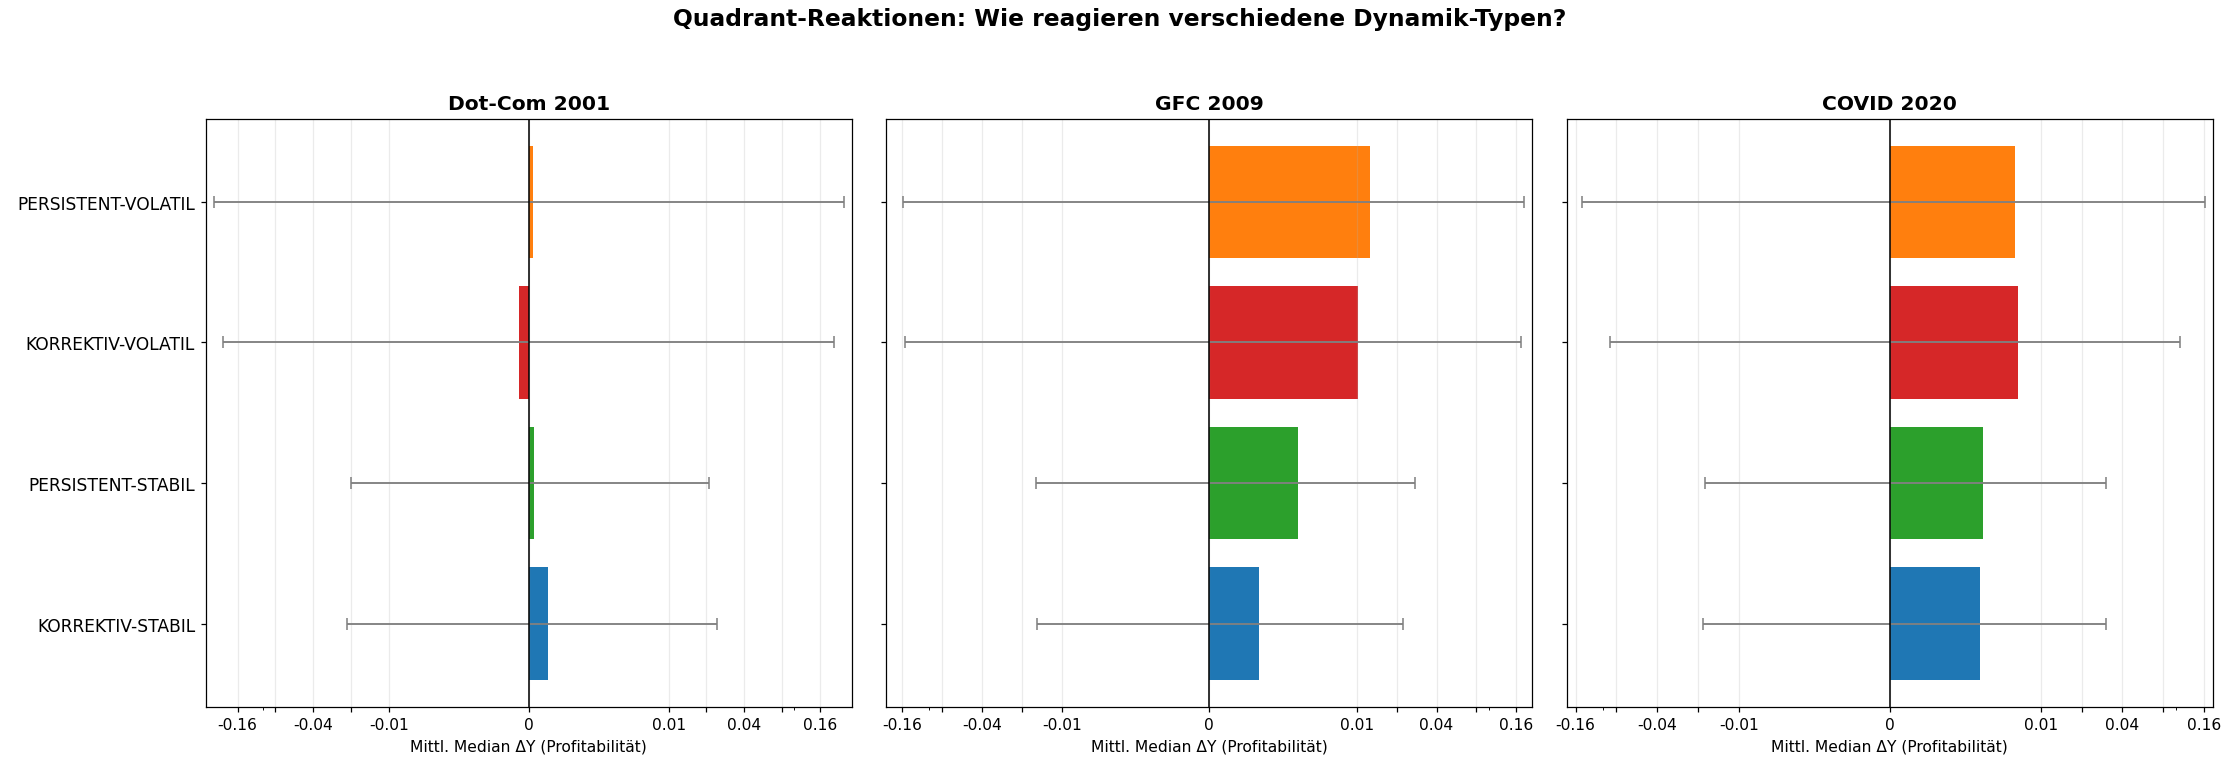 Quadrant-Reaktionen: Wie reagieren verschiedene Dynamik-Typen?
Dot-Com 2001
GFC 2009
COVID 2020
PERSISTENT-VOLATIL
KORREKTIV-VOLATIL
PERSISTENT-STABIL
KORREKTIV-STABIL
-0.16 -0.04 -0.01 0 0.01 0.04 0.16
Mittl. Median ΔY (Profitabilität)
-0.16 -0.04 -0.01 0 0.01 0.04 0.16
Mittl. Median ΔY (Profitabilität)
-0.16 -0.04 -0.01 0 0.01 0.04 0.16
Mittl. Median ΔY (Profitabilität)